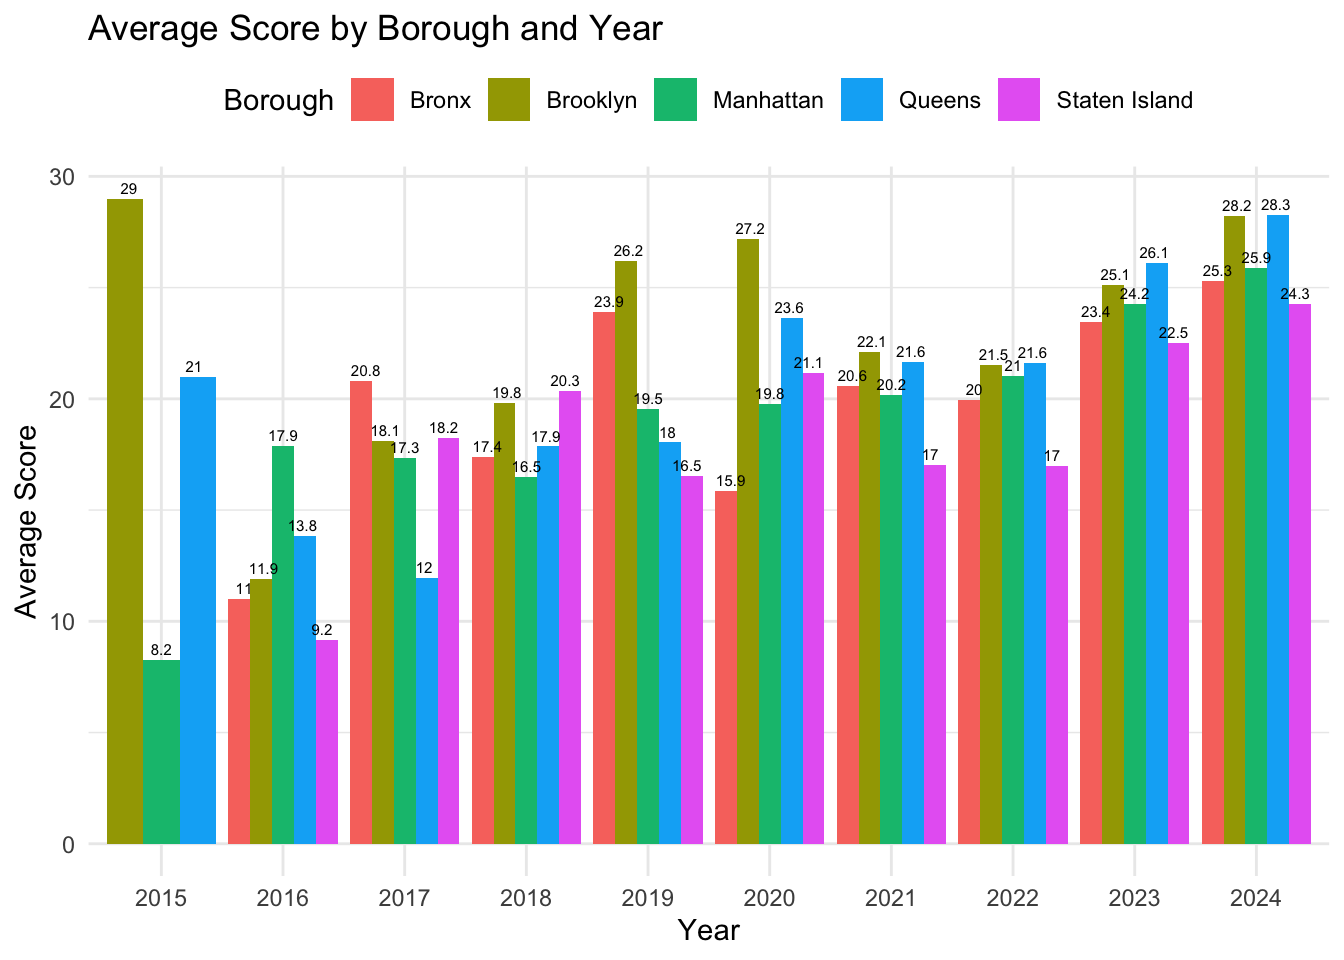 Average Score by Borough and Year
Borough Bronx Brooklyn Manhattan Queens Staten Island
Average Score
30
20
10
0
29 8.2 21
11 11.9 17.9 13.8 9.2
20.8 18.1 17.3 12 18.2
17.4 19.8 16.5 17.9 20.3
23.9 26.2 19.5 18 16.5
15.9 27.2 19.8 23.6 21.1
20.6 22.1 20.2 21.6 17
20 21.5 21 21.6 17
23.4 25.1 24.2 26.1 22.5
25.3 28.2 25.9 28.3 24.3
2015 2016 2017 2018 2019 2020 2021 2022 2023 2024
Year